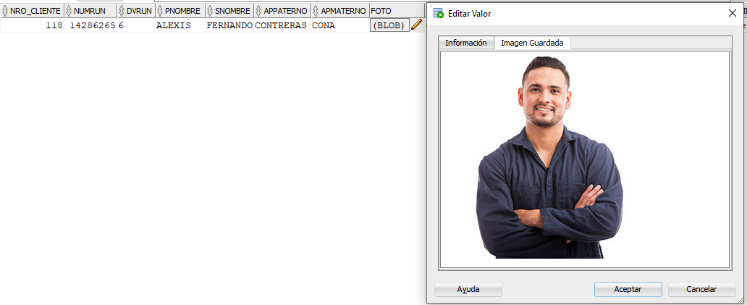 NRO_CLIENTE NUMRUN DVRUN PNOMBRE SNOMBRE APPATERNO APMATERNO FOTO
118 14286265 6 ALEXIS FERNANDO CONTRERAS CONA (BLOB)
Editar Valor
Información Imagen Guardada
Ayuda Aceptar Cancelar